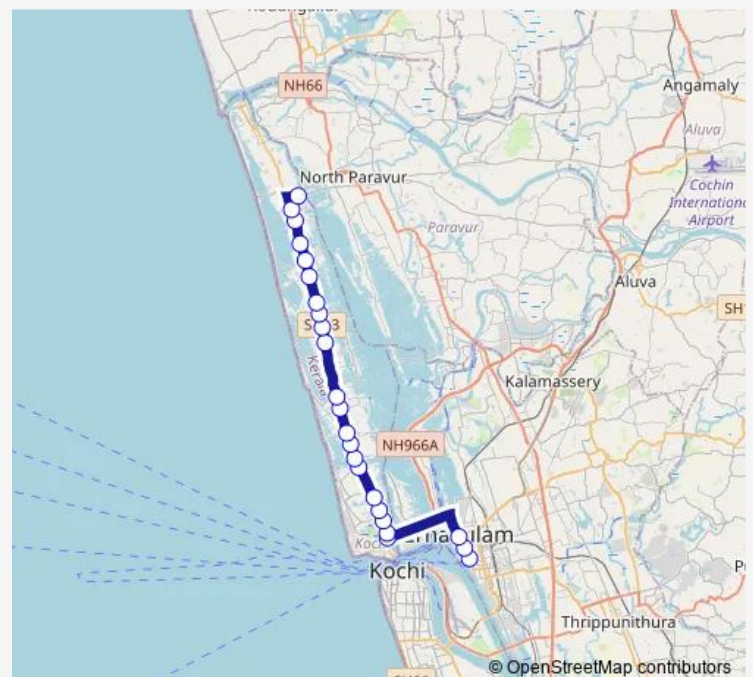 NH66
Angamaly
Aluva
Cochin
International
Airport
North Paravur
Paravur
Aluva
SH
Kalamassery
NH966A
Kochi
Thrippunithura
© OpenStreetMap contributors